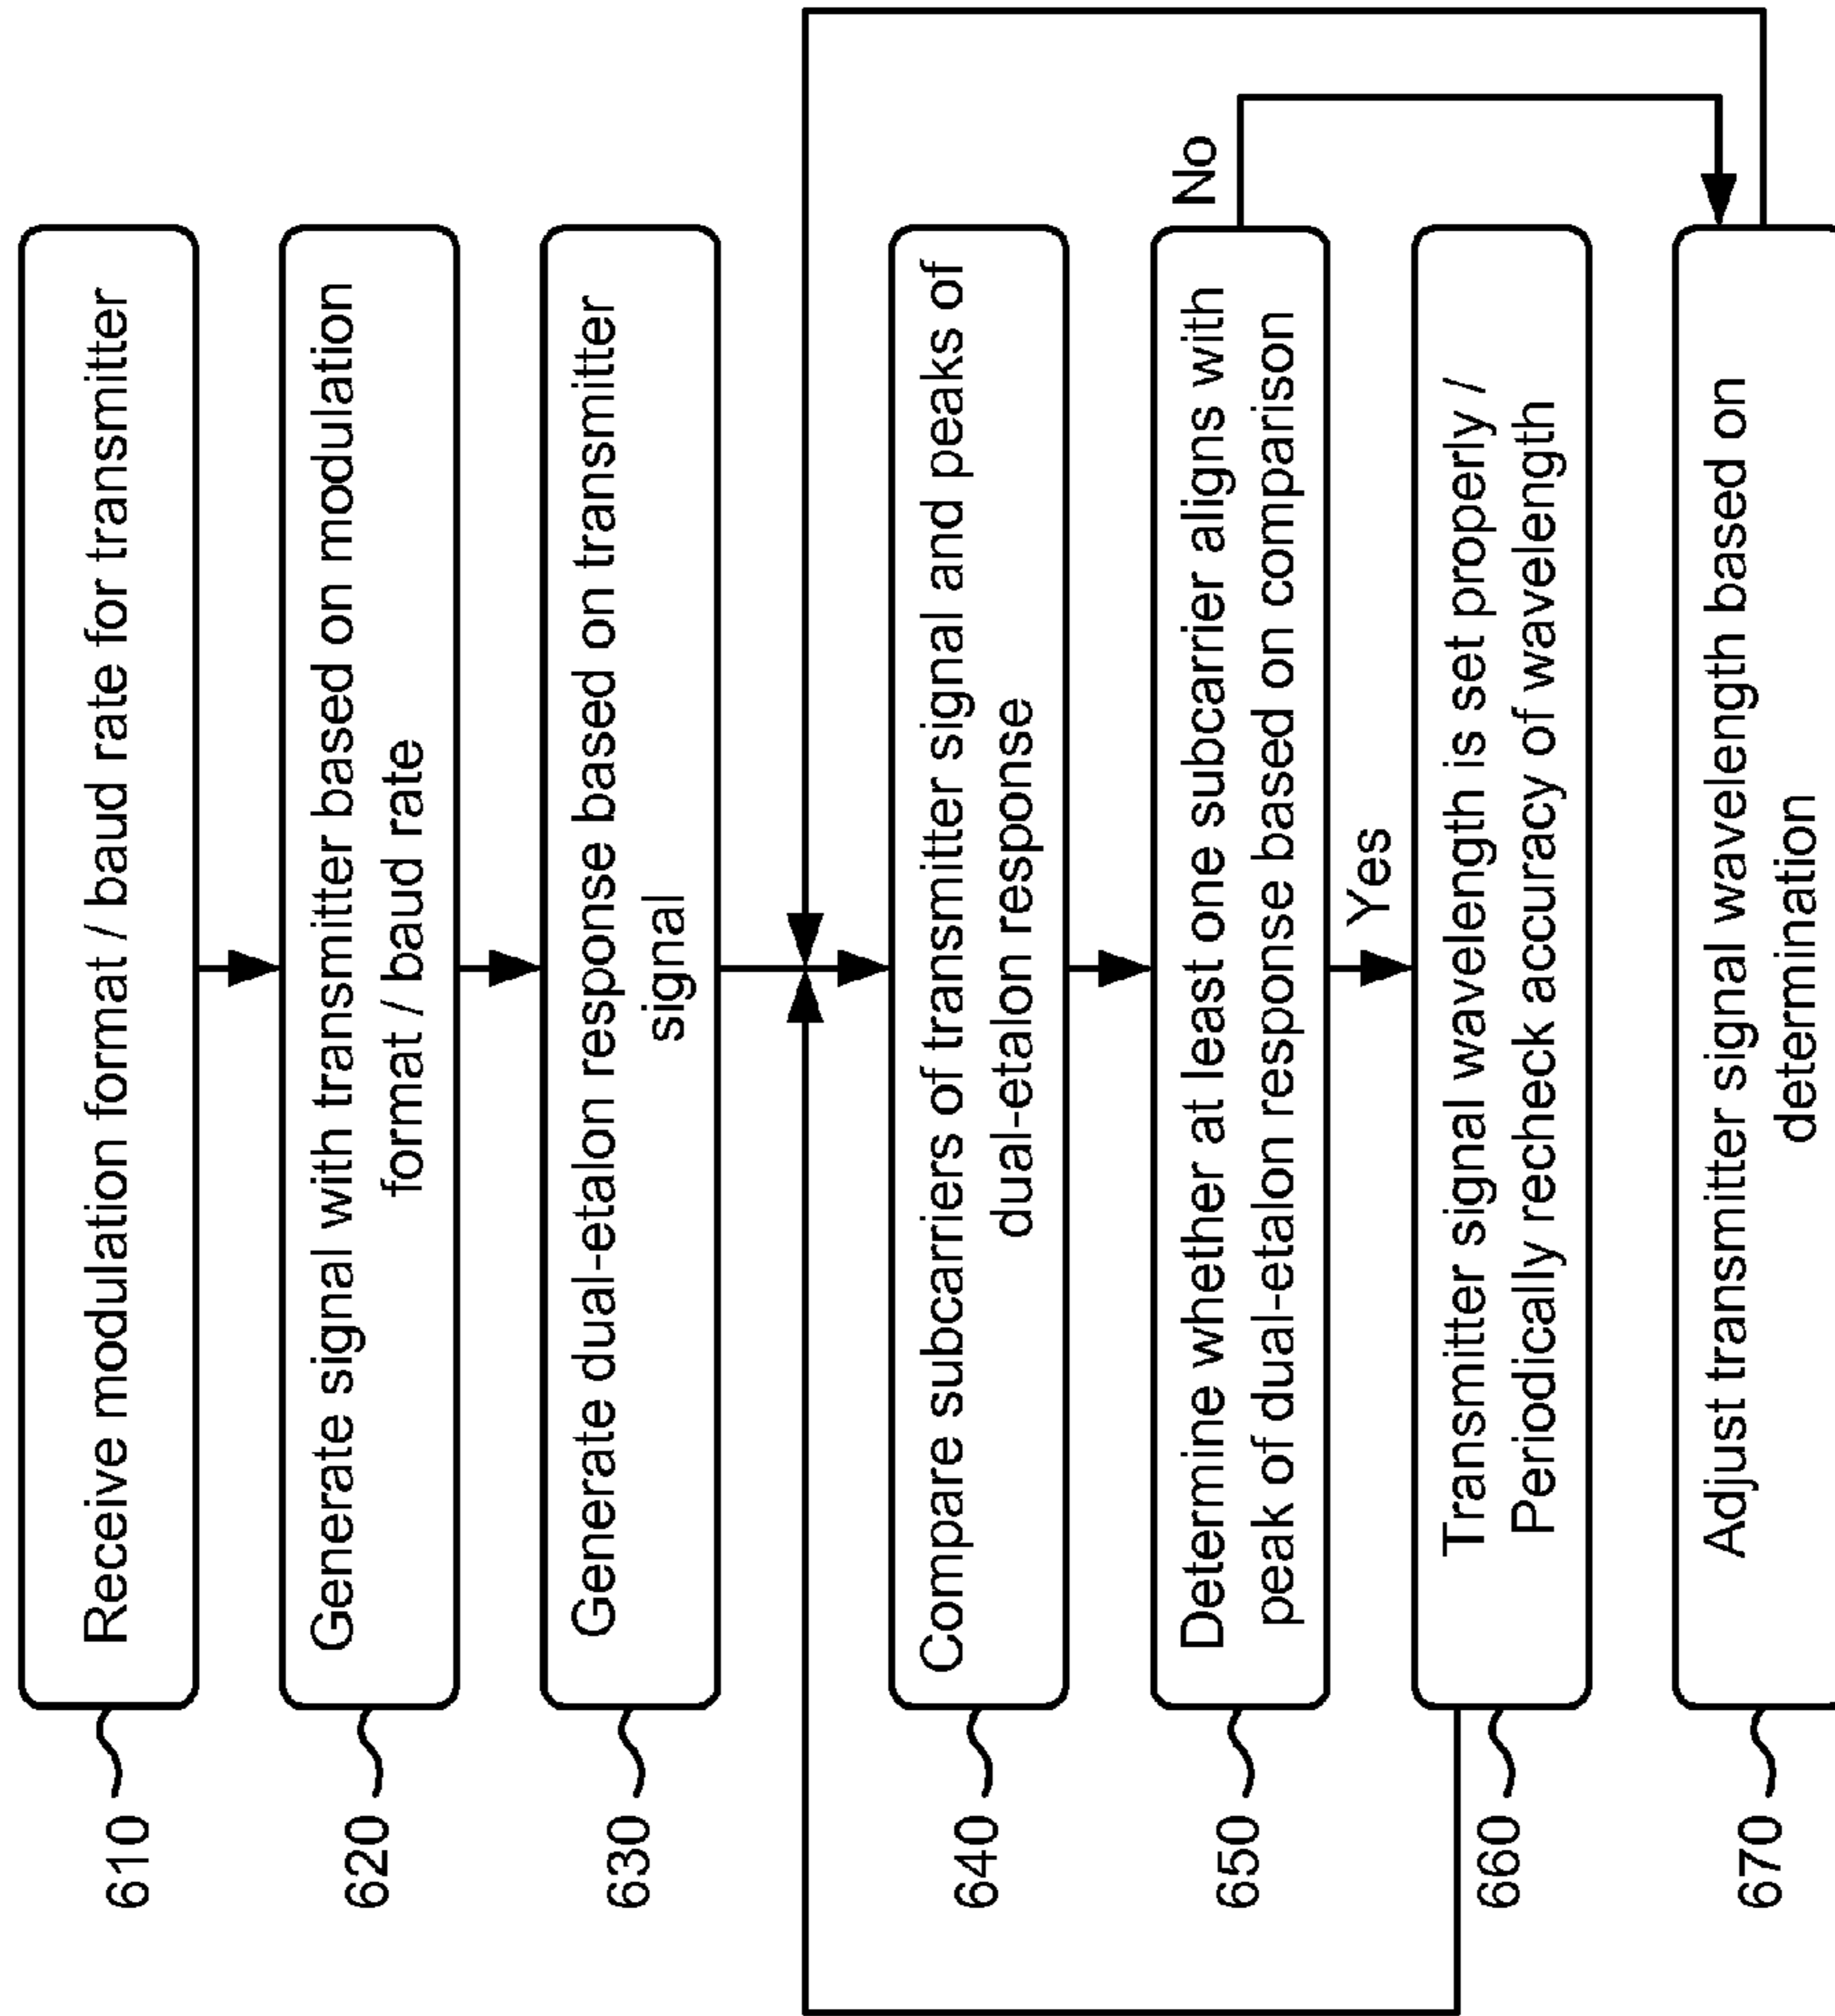 610
Receive modulation format / baud rate for transmitter
620
Generate signal with transmitter based on modulation
format / baud rate
630
Generate dual-etalon response based on transmitter
signal
640
Compare subcarriers of transmitter signal and peaks of
dual-etalon response
650
Determine whether at least one subcarrier aligns with
peak of dual-etalon response based on comparison
No
Yes
660
Transmitter signal wavelength is set properly /
Periodically recheck accuracy of wavelength
670
Adjust transmitter signal wavelength based on
determination